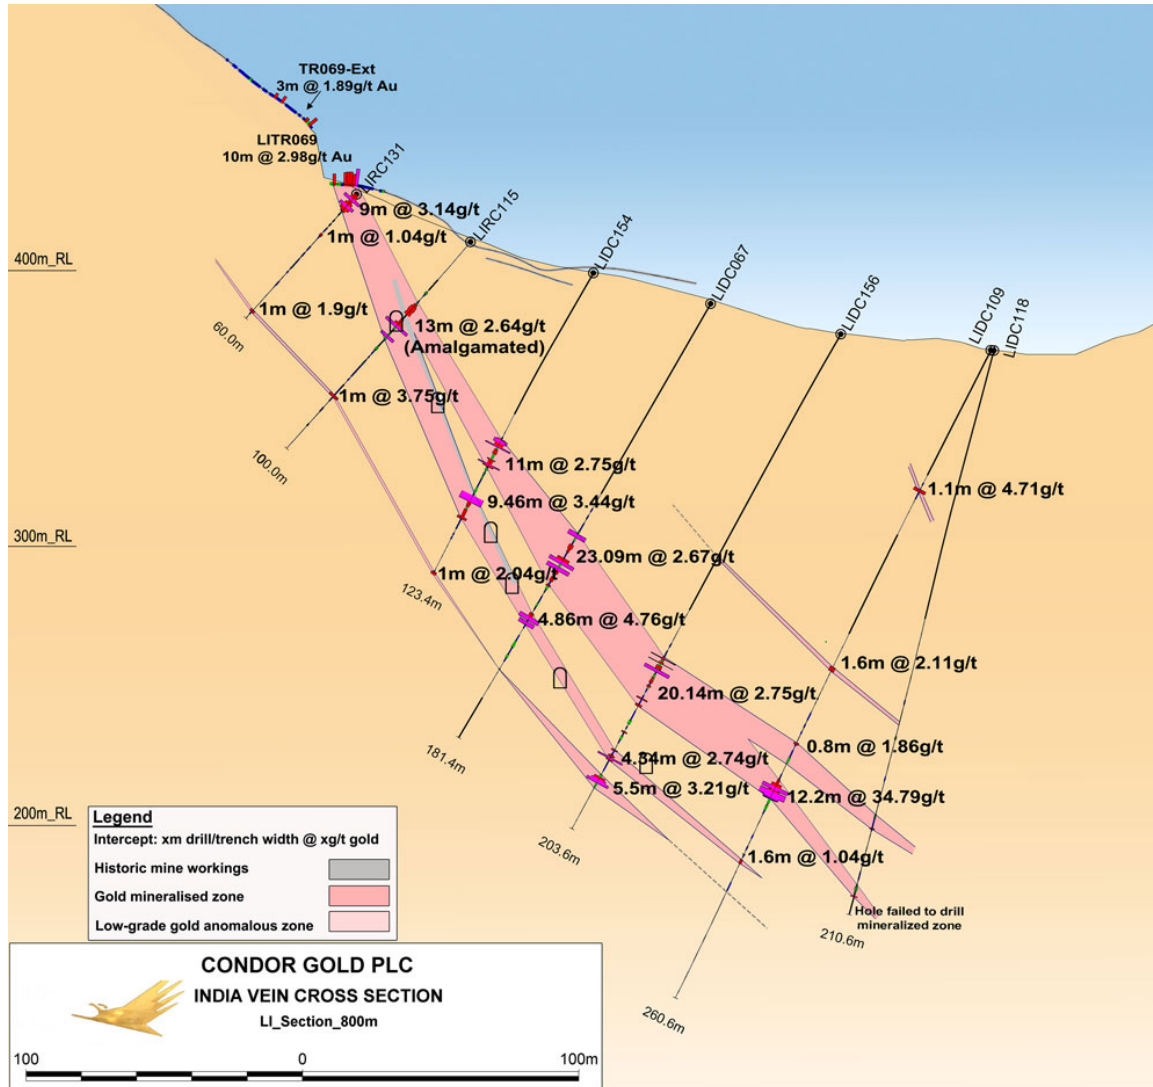 TR069-Ext
3m @ 1.89g/t Au
LITR069
10m @ 2.98g/t Au
LIRC131
LIRC115
LIDC154
LIDC067
LIDC156
LIDC109
LIDC118
9m @ 3.14g/t
1m @ 1.04g/t
400m_RL
1m @ 1.9g/t
60.0m
13m @ 2.64g/t
(Amalgamated)
1m @ 3.75g/t
100.0m
11m @ 2.75g/t
1.1m @ 4.71g/t
9.46m @ 3.44g/t
300m_RL
23.09m @ 2.67g/t
1m @ 2.04g/t
123.4m
4.86m @ 4.76g/t
1.6m @ 2.11g/t
20.14m @ 2.75g/t
181.4m
0.8m @ 1.86g/t
4.34m @ 2.74g/t
5.5m @ 3.21g/t
12.2m @ 34.79g/t
200m_RL
203.6m
1.6m @ 1.04g/t
Hole failed to drill
mineralized zone
210.6m
260.6m
Legend
Intercept: xm drill/trench width @ xg/t gold
Historic mine workings
Gold mineralised zone
Low-grade gold anomalous zone
CONDOR GOLD PLC
INDIA VEIN CROSS SECTION
LI_Section_800m
100 0 100m